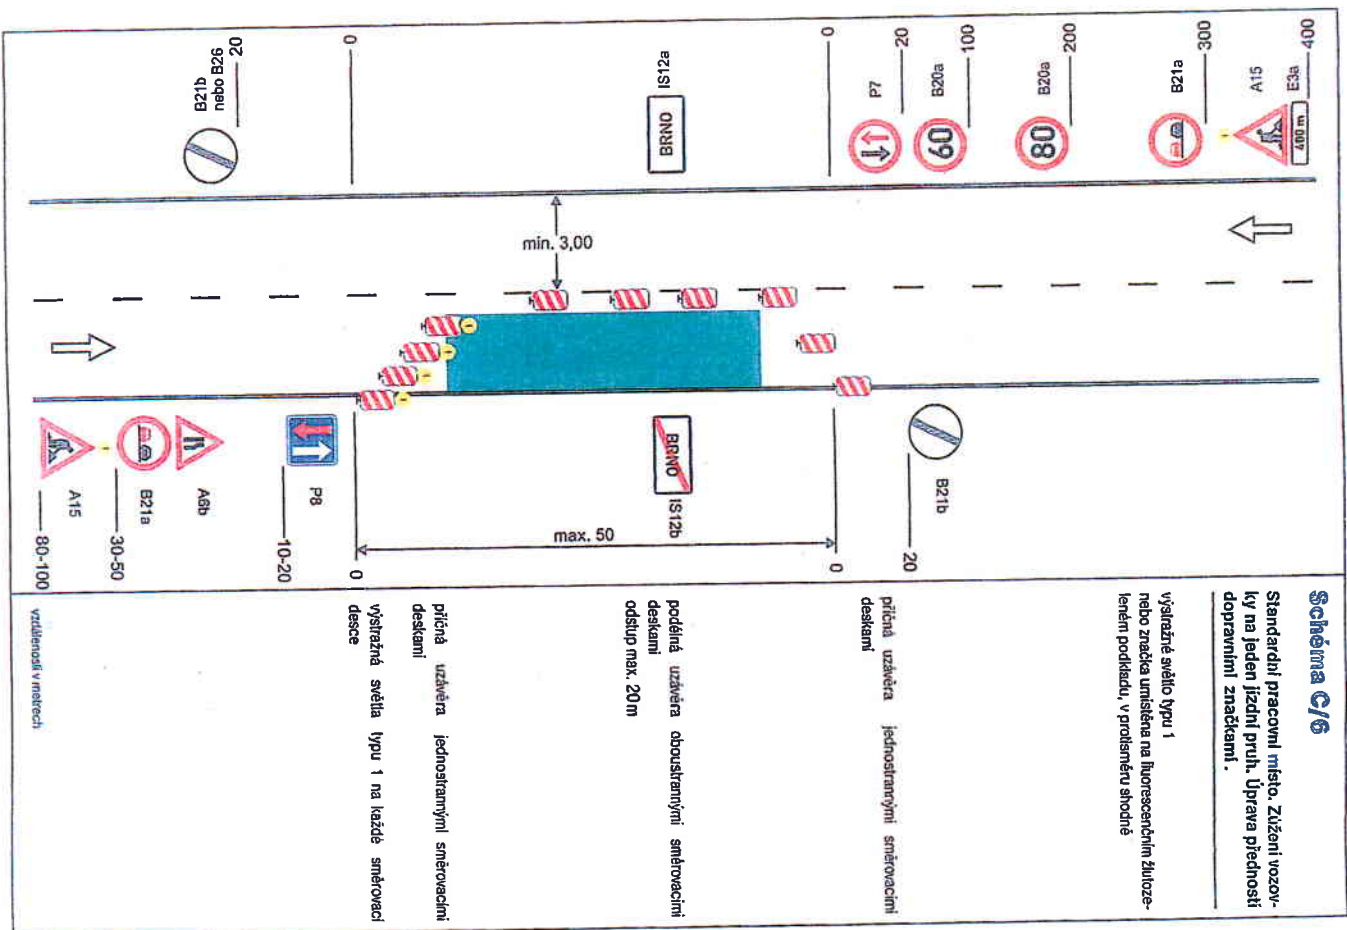 Schéma C/6
Standardní pracovní místo. Zúžení vozov-
ky na jeden jízdní pruh. Úprava přednosti
dopravními značkami .
výstražné světlo typu 1
nebo značka umístěna na fluorescenčním žlutoze-
leném podkladu, v protisměru shodně
příčná uzávěra jednostrannými směrovacími
deskami
podélná uzávěra oboustrannými směrovacími
deskami
odstup max. 20m
příčná uzávěra jednostrannými směrovacími
deskami
výstražná světla typu 1 na každé směrovací
desce
vzdálenosti v metrech
400
E3a
400 m
A15
300
B21a
200
B20a
80
100
B20a
60
20
P7
0
IS12a
BRNO
0
20
B21b
nebo B26
min. 3,00
B21b
20
0
BRNO
IS12b
max. 50
0
P8
10-20
A6b
B21a
30-50
A15
80-100